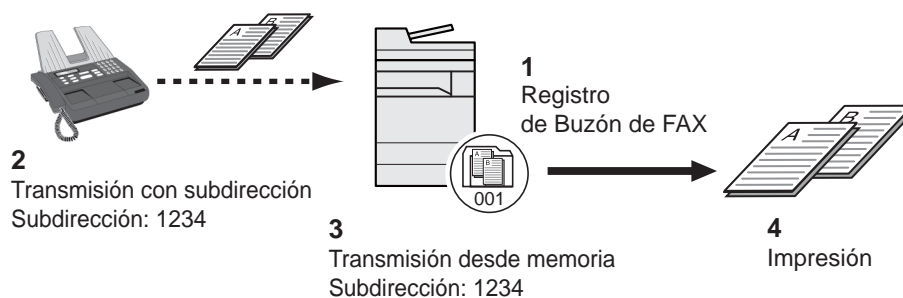 1
Registro
de Buzón de FAX
A
B
A
B
2
Transmisión con subdirección
Subdirección: 1234
A
B
001
3
Transmisión desde memoria
Subdirección: 1234
4
Impresión